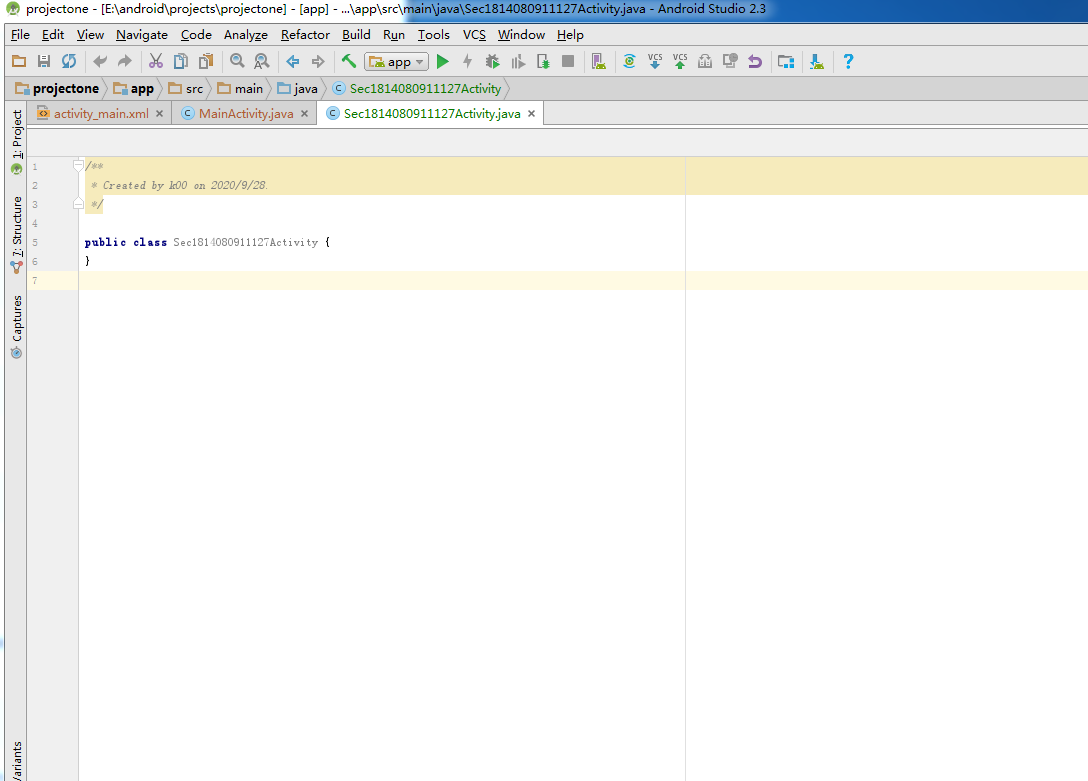 projectone - [E:\android\projects\projectone] - [app] - ...\app\src\main\java\Sec1814080911127Activity.java - Android Studio 2.3
File Edit View Navigate Code Analyze Refactor Build Run Tools VCS Window Help
app VCS VCS ?
projectone app src main java C Sec1814080911127Activity
activity_main.xml C MainActivity.java C Sec1814080911127Activity.java
1: Project
7: Structure
Captures
1 /**
2 * Created by k00 on 2020/9/28.
3 */
4
5 public class Sec1814080911127Activity {
6 }
7